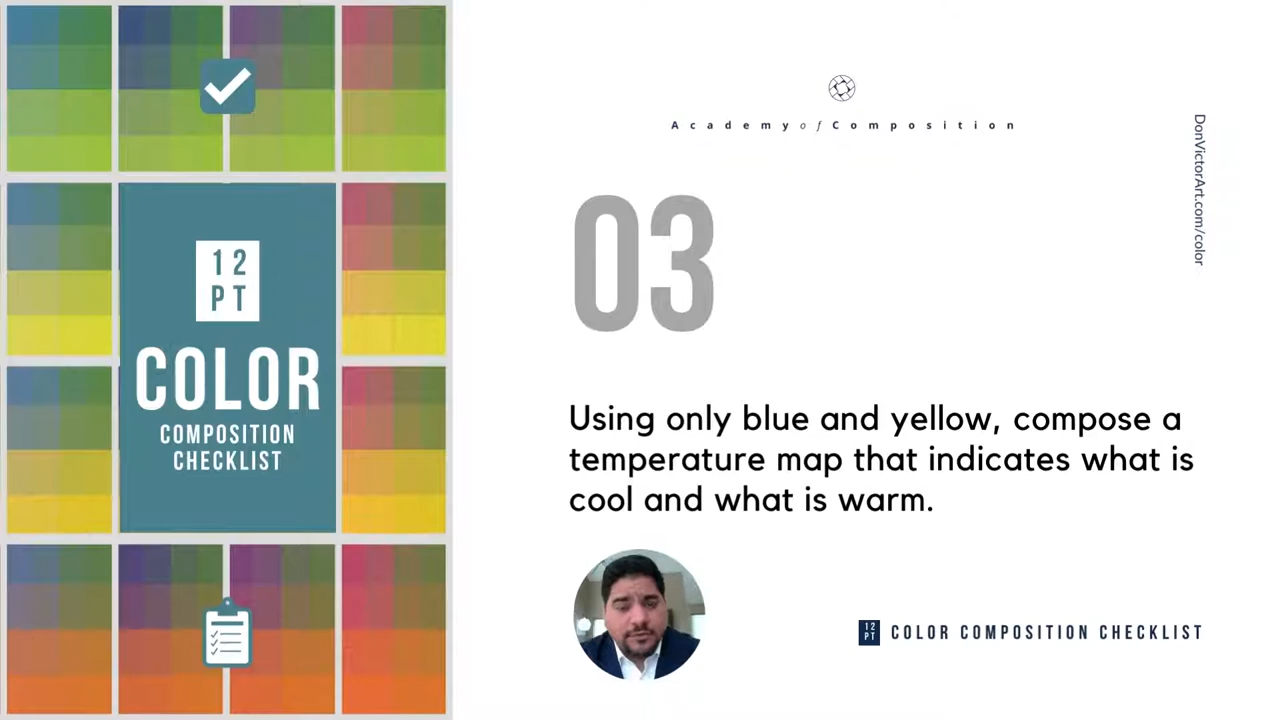 12
PT
COLOR
COMPOSITION
CHECKLIST
Academy of Composition
DonVictorArt.com/color
03
Using only blue and yellow, compose a
temperature map that indicates what is
cool and what is warm.
12
PT
COLOR COMPOSITION CHECKLIST